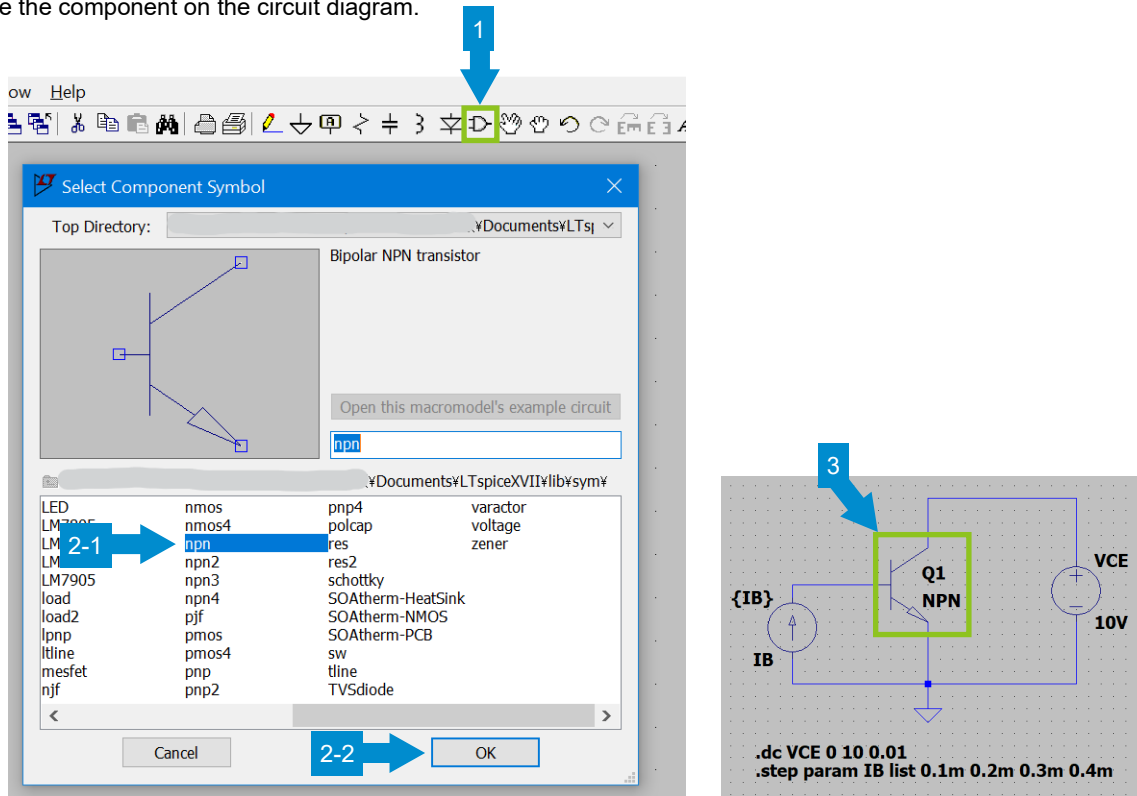 e the component on the circuit diagram.
1
ow Help
Select Component Symbol
Top Directory: ¥Documents¥LTsp
Bipolar NPN transistor
Open this macromodel's example circuit
npn
¥Documents¥LTspiceXVII¥lib¥sym¥
LED nmos pnp4 varactor
nmos4 polcap voltage
2-1 npn res zener
npn2 res2
LM7905 npn3 schottky
load npn4 SOAtherm-HeatSink
load2 pjf SOAtherm-NMOS
lpnp pmos SOAtherm-PCB
ltline pmos4 sw
mesfet pnp tline
njf pnp2 TVSdiode
Cancel 2-2 OK
3
Q1
NPN
{IB}
IB
VCE
10V
.dc VCE 0 10 0.01
.step param IB list 0.1m 0.2m 0.3m 0.4m